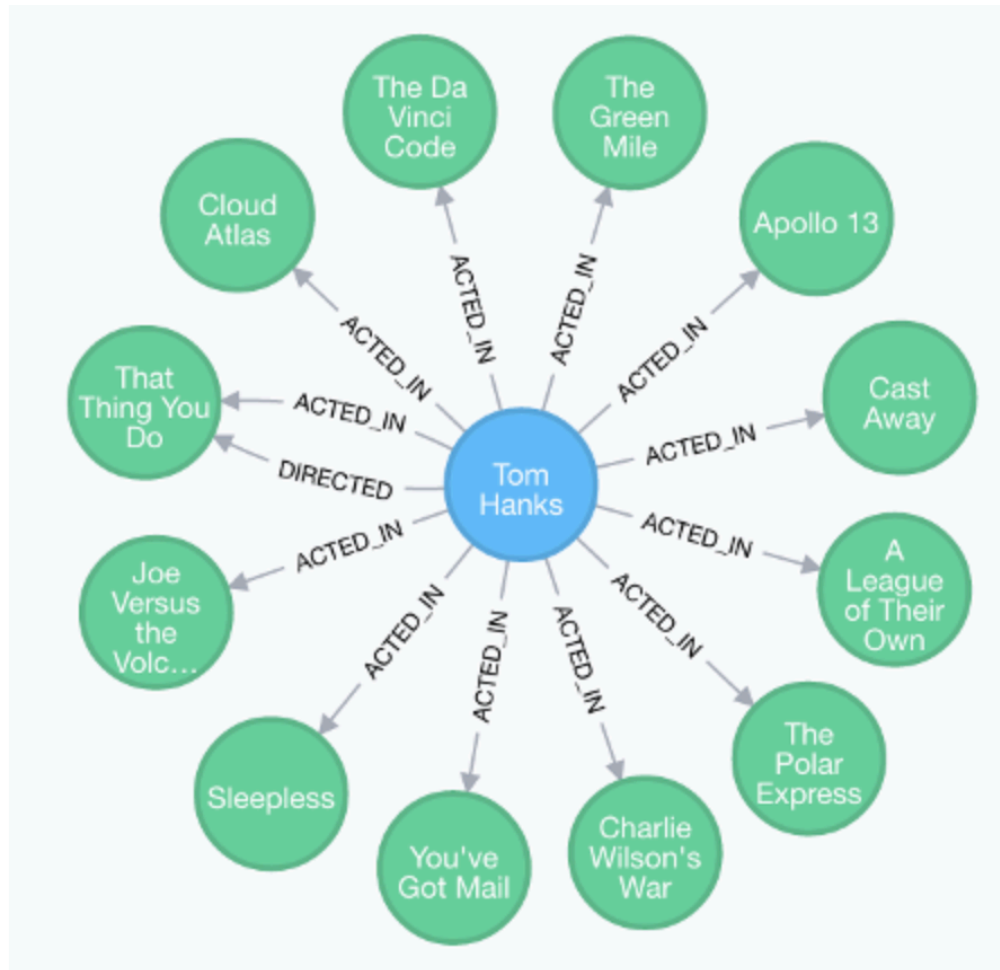 The Da
Vinci
Code
The
Green
Mile
Cloud
Atlas
Apollo 13
ACTED_IN
ACTED_IN
ACTED_IN
ACTED_IN
That
Thing You
Do
ACTED_IN
DIRECTED
Tom
Hanks
ACTED_IN
Cast
Away
ACTED_IN
A
League
of Their
Own
Joe
Versus
the
Volc...
ACTED_IN
ACTED_IN
ACTED_IN
ACTED_IN
ACTED_IN
The
Polar
Express
Sleepless
You've
Got Mail
Charlie
Wilson's
War